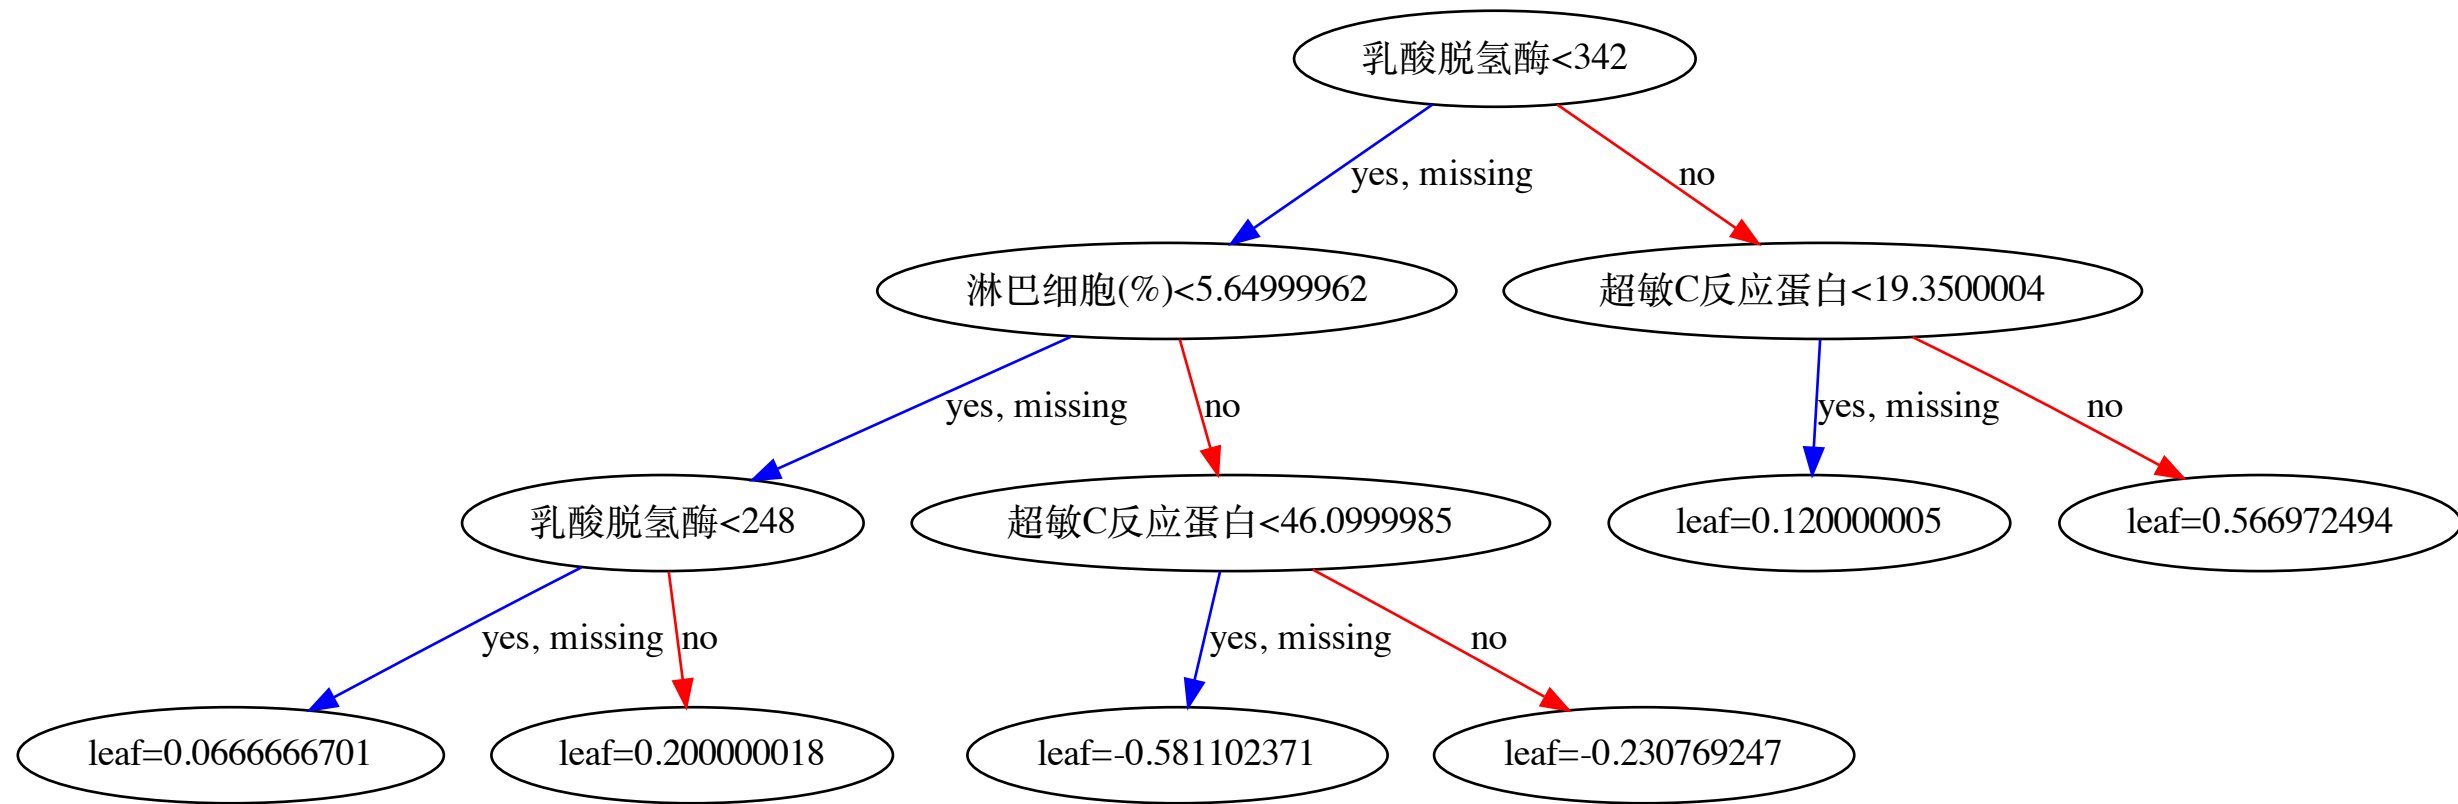 乳酸脱氢酶<342
yes, missing
no
淋巴细胞(%)<5.64999962
超敏C反应蛋白<19.3500004
yes, missing
no
yes, missing
no
乳酸脱氢酶<248
超敏C反应蛋白<46.0999985
leaf=0.120000005
leaf=0.566972494
yes, missing
no
yes, missing
no
leaf=0.0666666701
leaf=0.200000018
leaf=-0.581102371
leaf=-0.230769247